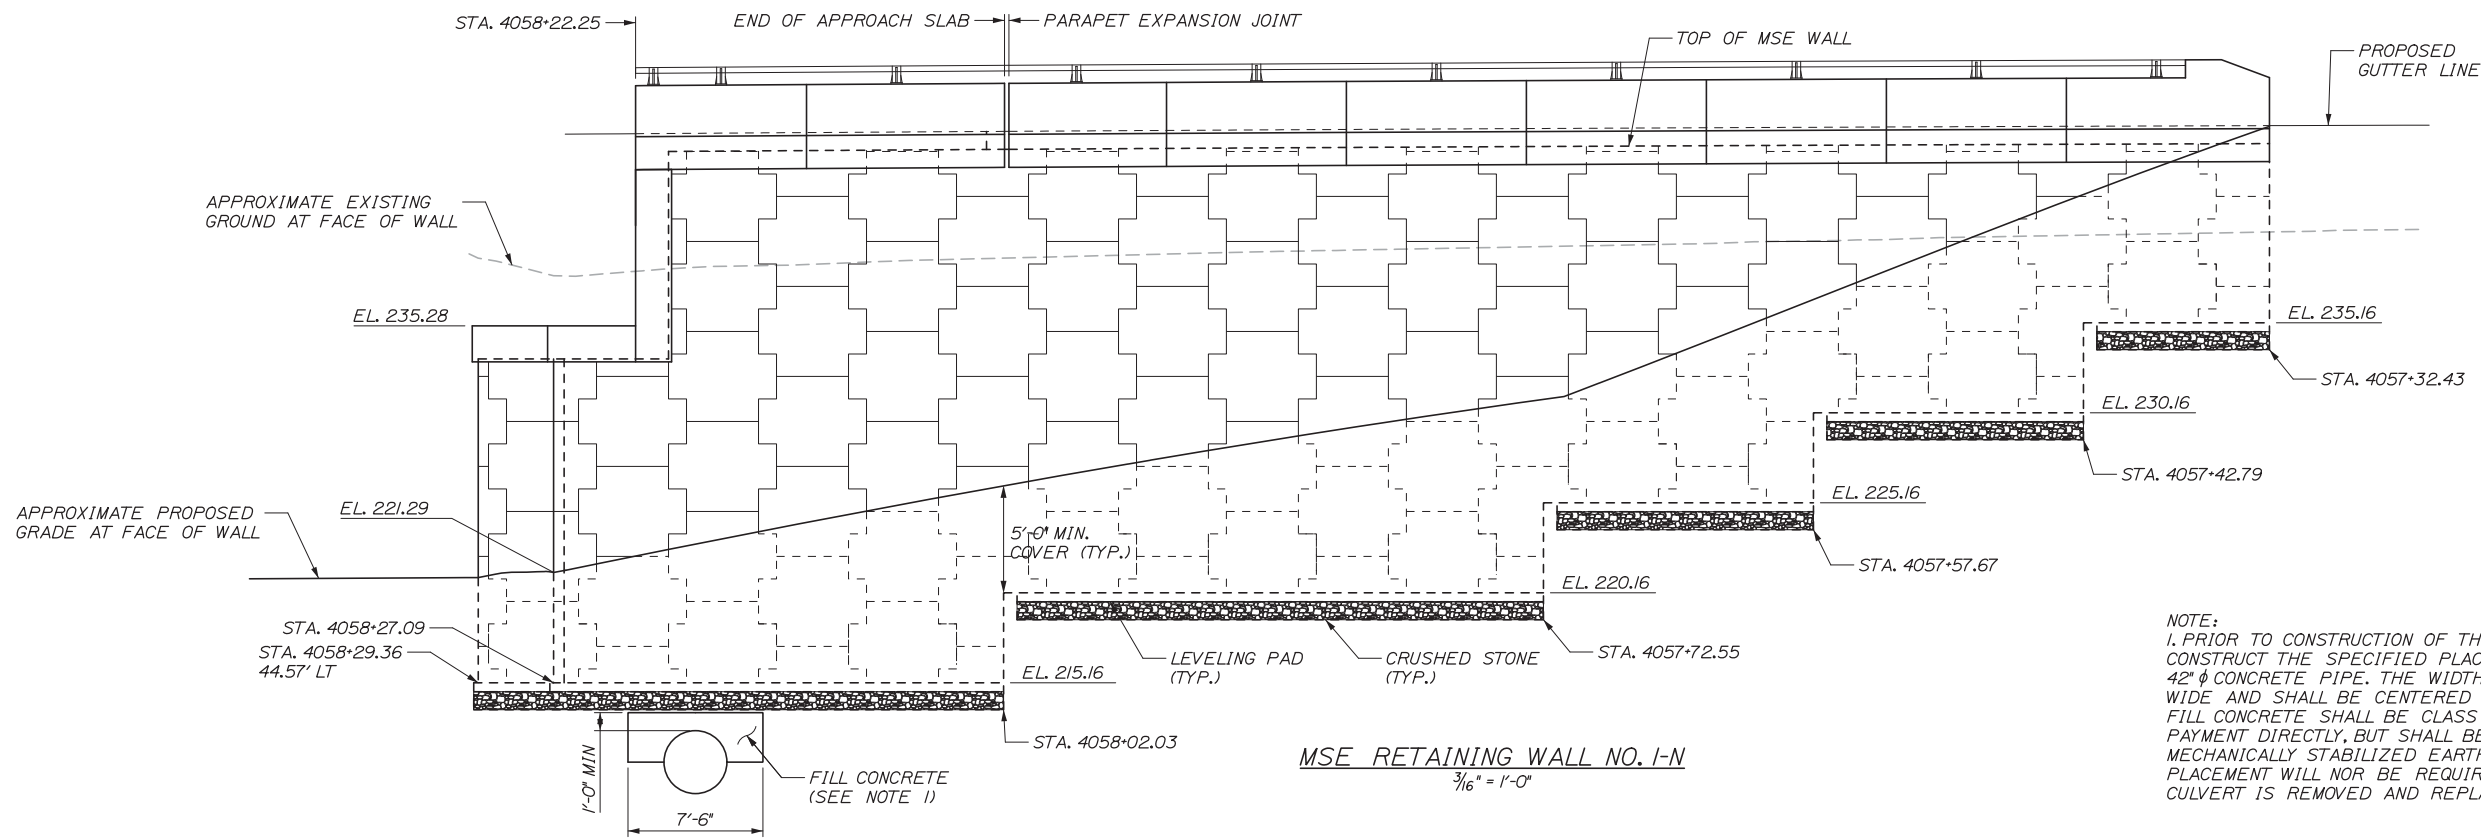 STA. 4058+22.25
END OF APPROACH SLAB
PARAPET EXPANSION JOINT
TOP OF MSE WALL
PROPOSED
GUTTER LINE
APPROXIMATE EXISTING
GROUND AT FACE OF WALL
EL. 235.28
EL. 235.16
STA. 4057+32.43
EL. 230.16
STA. 4057+42.79
EL. 225.16
STA. 4057+57.67
APPROXIMATE PROPOSED
GRADE AT FACE OF WALL
EL. 221.29
5'-0" MIN.
COVER (TYP.)
EL. 220.16
STA. 4057+72.55
STA. 4058+27.09
STA. 4058+29.36
44.57' LT
LEVELING PAD
(TYP.)
CRUSHED STONE
(TYP.)
EL. 215.16
STA. 4058+02.03
1'-0" MIN
FILL CONCRETE
(SEE NOTE 1)
7'-6"
MSE RETAINING WALL NO. 1-N
3/16" = 1'-0"
NOTE:
1. PRIOR TO CONSTRUCTION OF TH
CONSTRUCT THE SPECIFIED PLAC
42" ϕ CONCRETE PIPE. THE WIDTH
WIDE AND SHALL BE CENTERED
FILL CONCRETE SHALL BE CLASS
PAYMENT DIRECTLY, BUT SHALL BE
MECHANICALLY STABILIZED EARTH
PLACEMENT WILL NOR BE REQUIR
CULVERT IS REMOVED AND REPLA